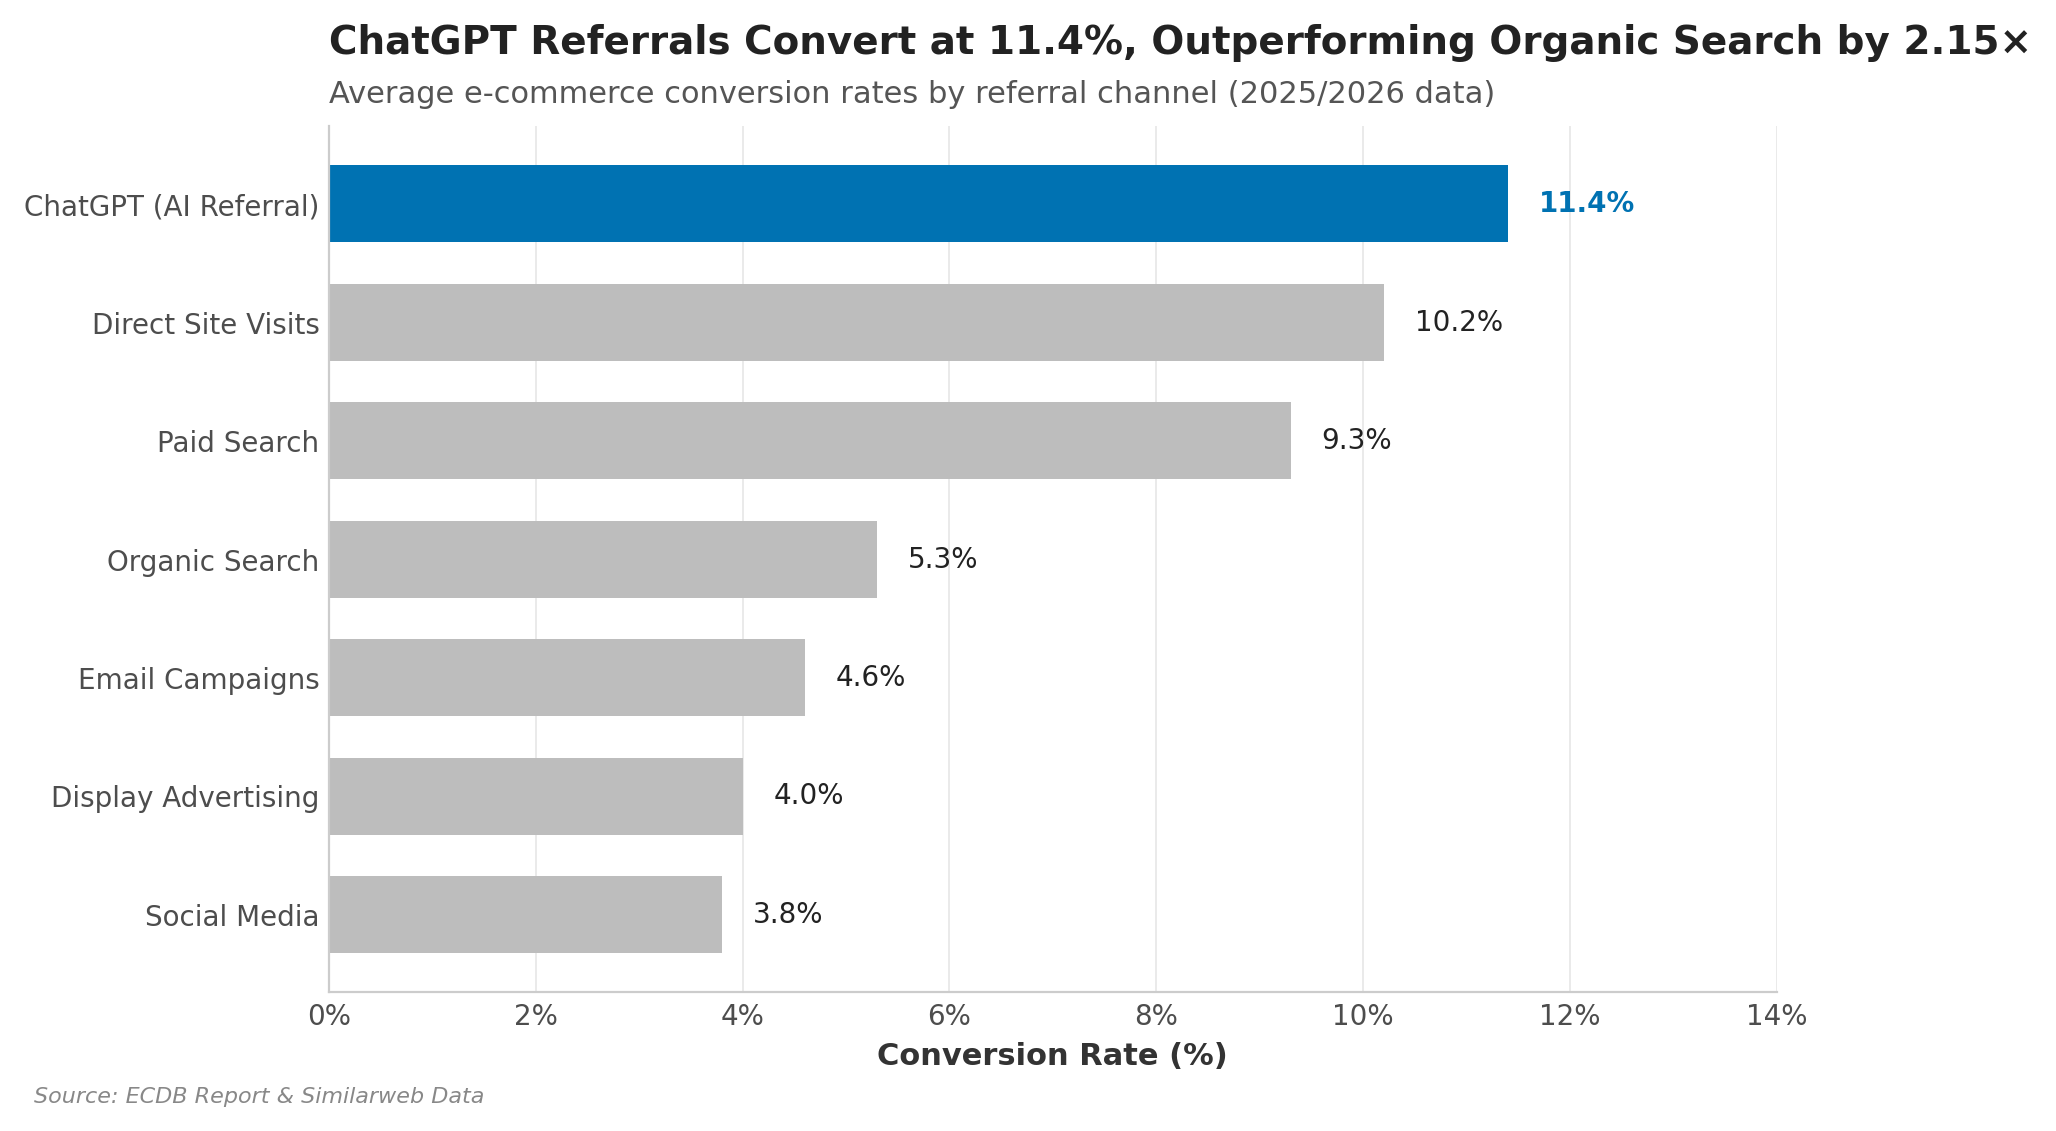 ChatGPT Referrals Convert at 11.4%, Outperforming Organic Search by 2.15×
Average e-commerce conversion rates by referral channel (2025/2026 data)
ChatGPT (AI Referral) 11.4%
Direct Site Visits 10.2%
Paid Search 9.3%
Organic Search 5.3%
Email Campaigns 4.6%
Display Advertising 4.0%
Social Media 3.8%
0% 2% 4% 6% 8% 10% 12% 14%
Conversion Rate (%)
Source: ECDB Report & Similarweb Data